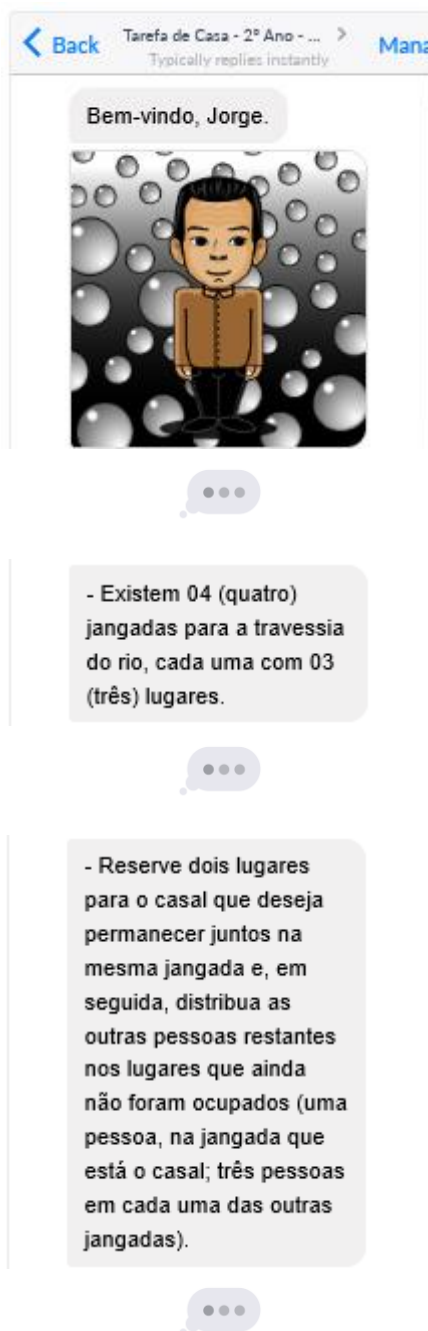 Back
Tarefa de Casa - 2º Ano - ...
Typically replies instantly
Mana
Bem-vindo, Jorge.
- Existem 04 (quatro)
jangadas para a travessia
do rio, cada uma com 03
(três) lugares.
- Reserve dois lugares
para o casal que deseja
permanecer juntos na
mesma jangada e, em
seguida, distribua as
outras pessoas restantes
nos lugares que ainda
não foram ocupados (uma
pessoa, na jangada que
está o casal; três pessoas
em cada uma das outras
jangadas).